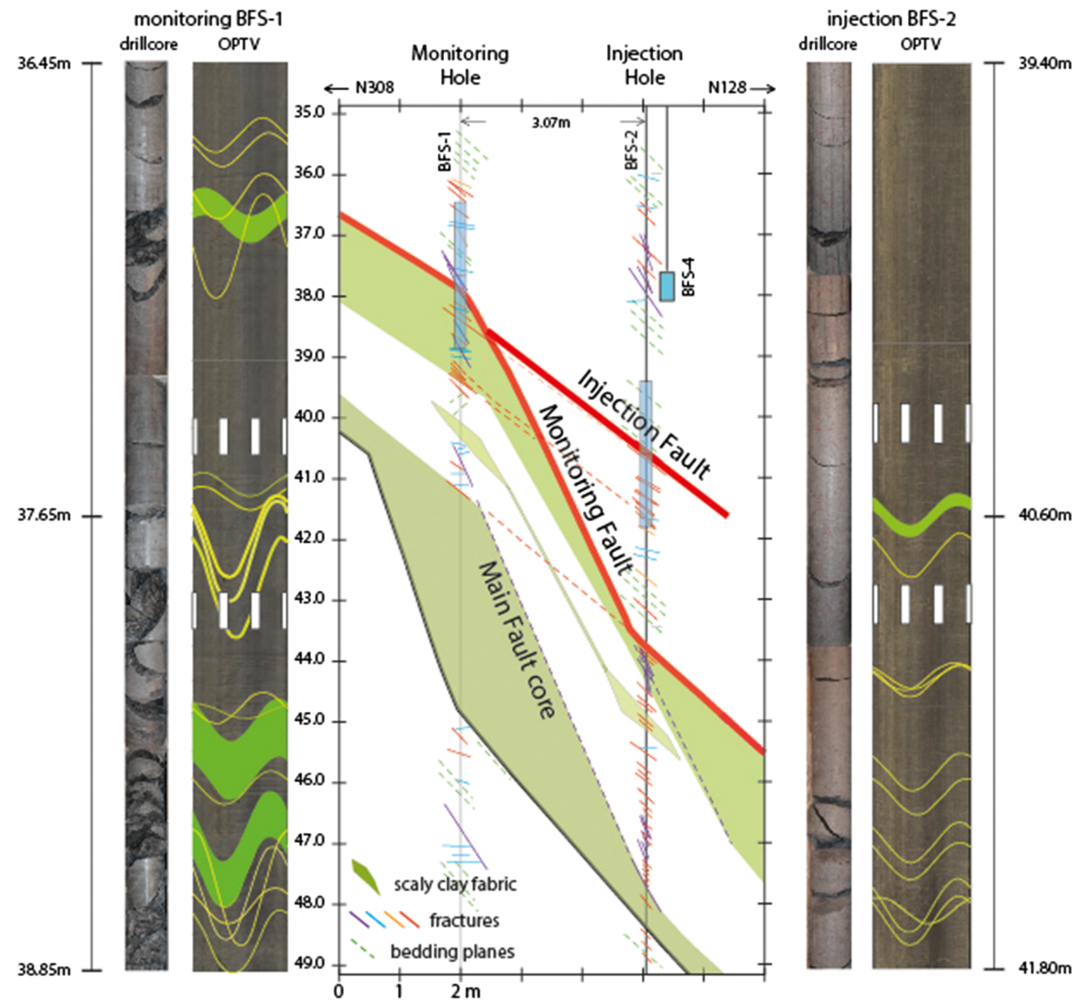 monitoring BFS-1
drillcore
OPTV
36.45m
37.65m
38.85m
Monitoring
Hole
Injection
Hole
N308
N128
3.07m
35.0
36.0
37.0
38.0
39.0
40.0
41.0
42.0
43.0
44.0
45.0
46.0
47.0
48.0
49.0
BFS-1
BFS-2
BFS-4
Injection Fault
Monitoring Fault
Main Fault core
scaly clay fabric
fractures
bedding planes
0
1
2 m
injection BFS-2
drillcore
OPTV
39.40m
40.60m
41.80m